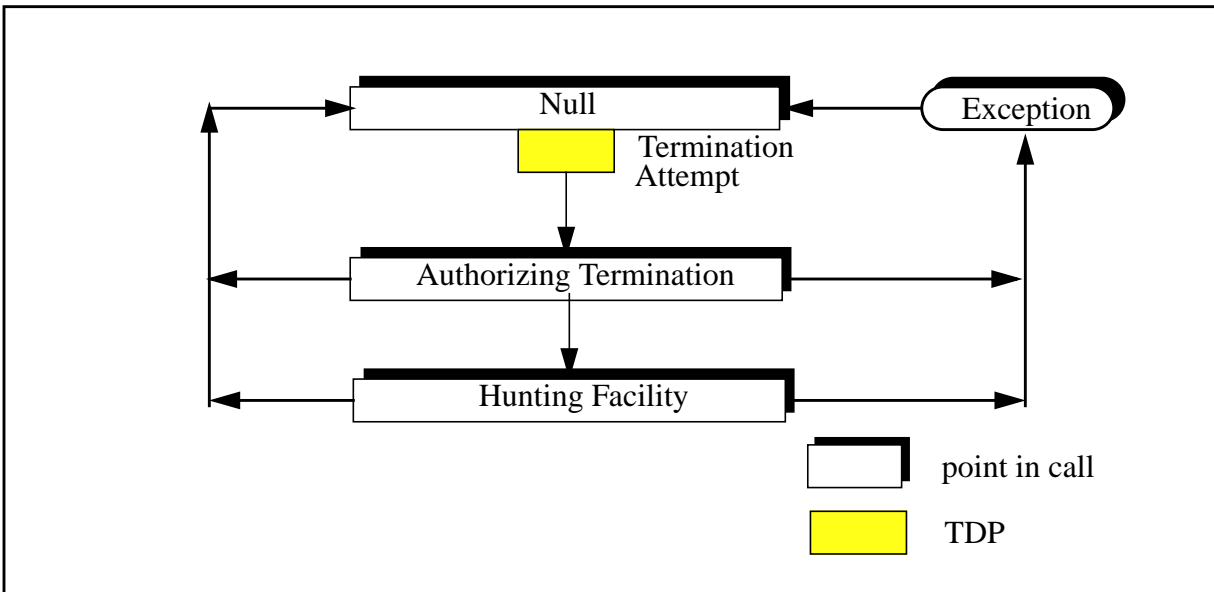 Null
Exception
Termination
Attempt
Authorizing Termination
Hunting Facility
point in call
TDP